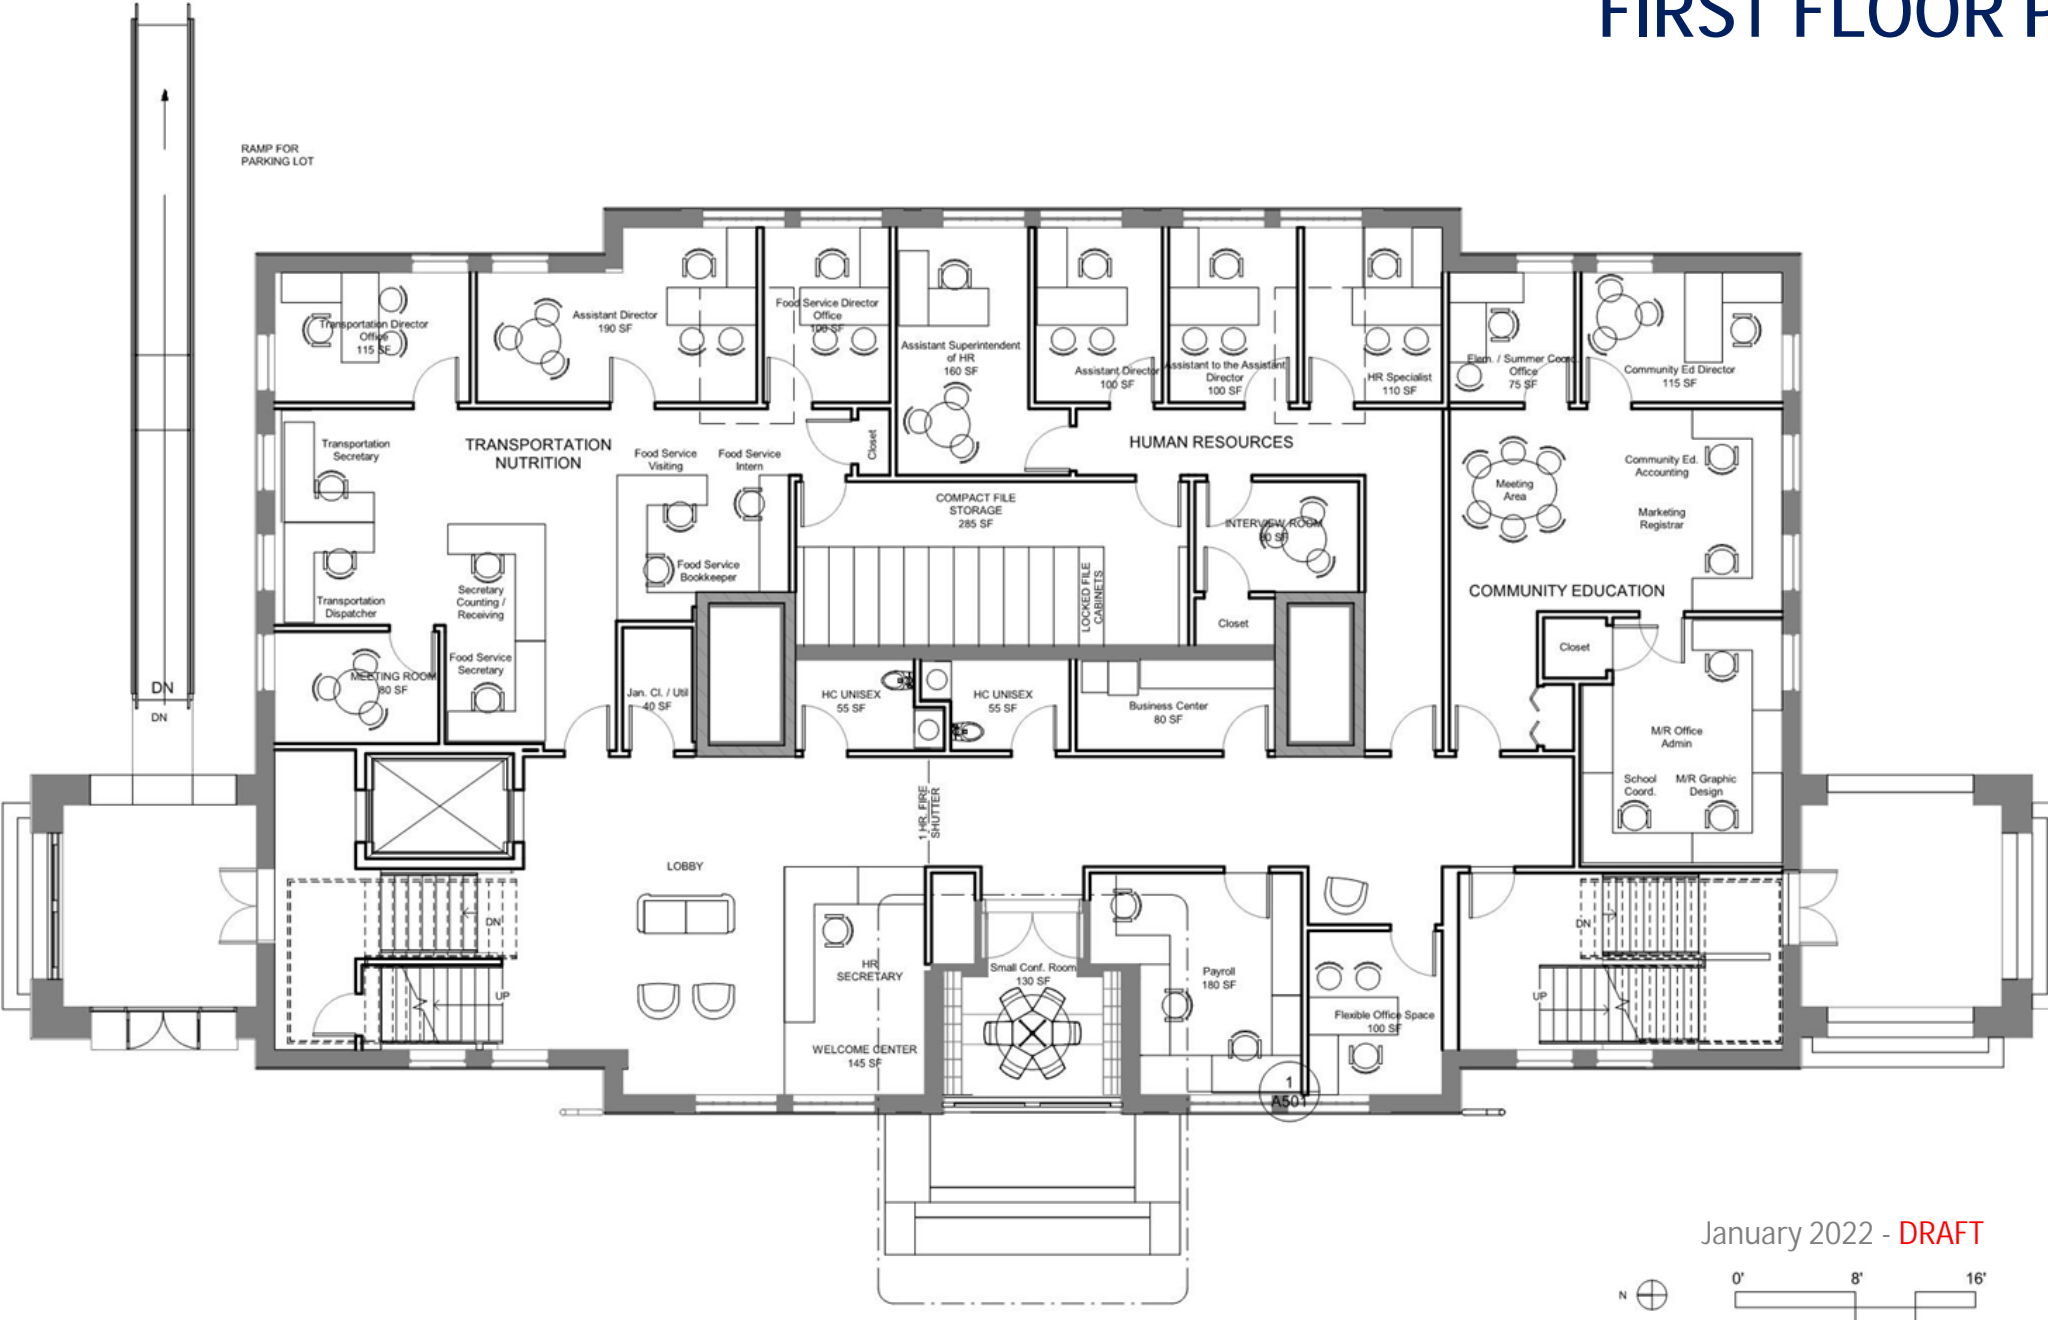 FIRST FLOOR P
RAMP FOR
PARKING LOT
Transportation Director
Office
115 SF
Assistant Director
190 SF
Food Service Director
Office
100 SF
Assistant Superintendent
of HR
160 SF
Assistant Director
100 SF
Assistant to the Assistant
Director
100 SF
HR Specialist
110 SF
Elem. / Summer Coord.
Office
75 SF
Community Ed Director
115 SF
Transportation
Secretary
TRANSPORTATION
NUTRITION
Food Service
Visiting
Food Service
Intern
Closet
HUMAN RESOURCES
Meeting
Area
Community Ed.
Accounting
Marketing
Registrar
COMPACT FILE
STORAGE
285 SF
INTERVIEW ROOM
80 SF
LOCKED FILE
CABINETS
Closet
Food Service
Bookkeeper
Transportation
Dispatcher
Secretary
Counting /
Receiving
COMMUNITY EDUCATION
Closet
MEETING ROOM
80 SF
Food Service
Secretary
Jan. Cl. / Util
40 SF
HC UNISEX
55 SF
HC UNISEX
55 SF
Business Center
80 SF
M/R Office
Admin
School
Coord.
M/R Graphic
Design
DN
DN
1 HR. FIRE
SHUTTER
LOBBY
DN
UP
HR
SECRETARY
WELCOME CENTER
145 SF
Small Conf. Room
130 SF
Payroll
180 SF
Flexible Office Space
100 SF
DN
UP
1
A501
January 2022 - DRAFT
N
0'
8'
16'